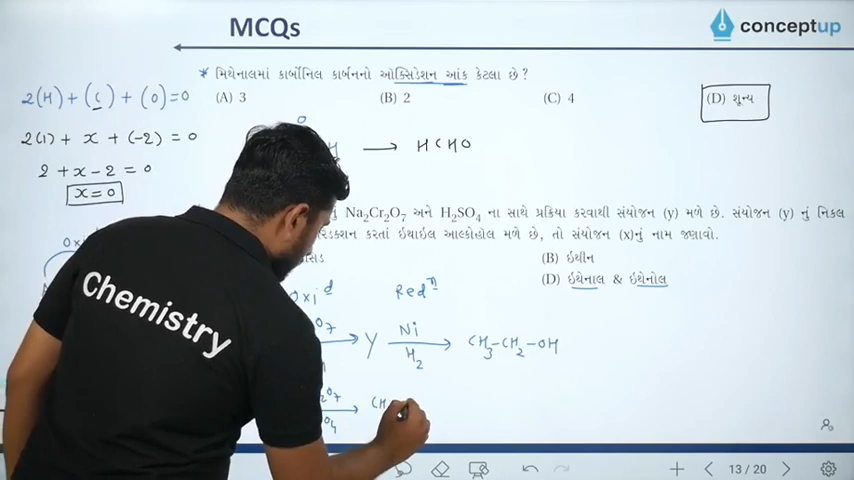 MCQs
conceptup
* મિથેનાલમાં કાર્બોનિલ કાર્બનનો ઓક્સિડેશન આંક કેટલા છે?
(A) 3 (B) 2 (C) 4 (D) શૂન્ય
2(H) + (C) + (O) = 0
2(1) + x + (-2) = 0
2 + x - 2 = 0
x = 0
O
H → HCHO
Na2Cr2O7 અને H2SO4 ના સાથે પ્રક્રિયા કરવાથી સંયોજન (y) મળે છે. સંયોજન (y) નું નિકલ
રિડક્શન કરતાં ઇથાઇલ આલ્કોહોલ મળે છે, તો સંયોજન (x)નું નામ જણાવો.
(B) ઇથીન
(D) ઇથેનાલ & ઇથેનોલ
Redn
Y Ni H2 → CH3-CH2-OH
CH
Chemistry
13 / 20